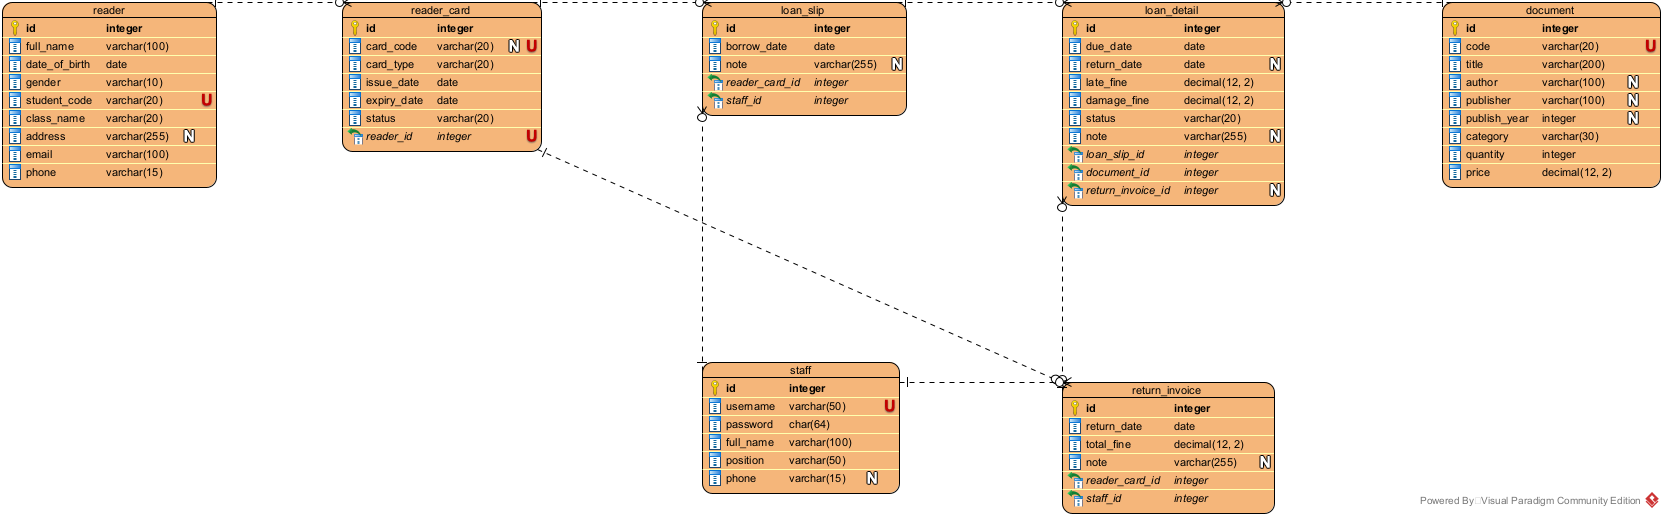 reader
id integer
full_name varchar(100)
date_of_birth date
gender varchar(10)
student_code varchar(20) U
class_name varchar(20)
address varchar(255) N
email varchar(100)
phone varchar(15)
reader_card
id integer
card_code varchar(20) N U
card_type varchar(20)
issue_date date
expiry_date date
status varchar(20)
reader_id integer U
loan_slip
id integer
borrow_date date
note varchar(255) N
reader_card_id integer
staff_id integer
loan_detail
id integer
due_date date
return_date date N
late_fine decimal(12, 2)
damage_fine decimal(12, 2)
status varchar(20)
note varchar(255) N
loan_slip_id integer
document_id integer
return_invoice_id integer N
document
id integer
code varchar(20) U
title varchar(200)
author varchar(100) N
publisher varchar(100) N
publish_year integer N
category varchar(30)
quantity integer
price decimal(12, 2)
staff
id integer
username varchar(50) U
password char(64)
full_name varchar(100)
position varchar(50)
phone varchar(15) N
return_invoice
id integer
return_date date
total_fine decimal(12, 2)
note varchar(255) N
reader_card_id integer
staff_id integer
Powered By Visual Paradigm Community Edition